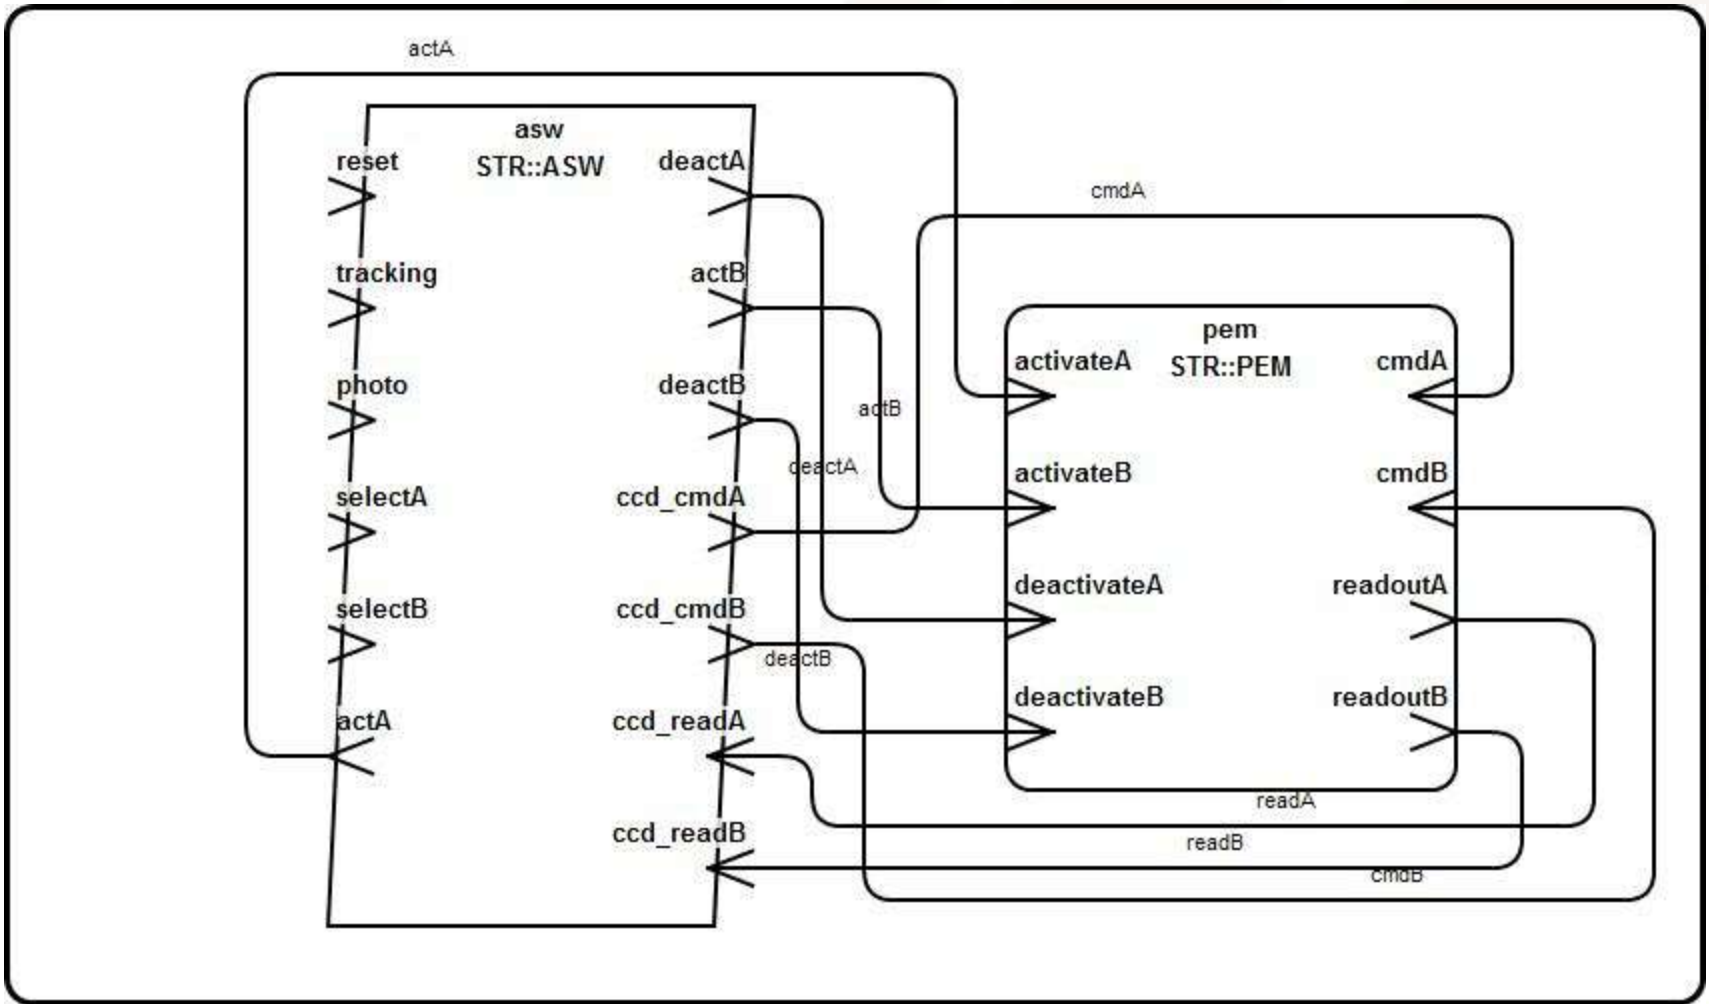 actA
asw
STR::ASW
reset
deactA
tracking
actB
photo
deactB
selectA
ccd_cmdA
selectB
ccd_cmdB
actA
ccd_readA
ccd_readB
actB
deactA
deactB
cmdA
pem
STR::PEM
activateA
cmdA
activateB
cmdB
deactivateA
readoutA
deactivateB
readoutB
readA
readB
cmdB